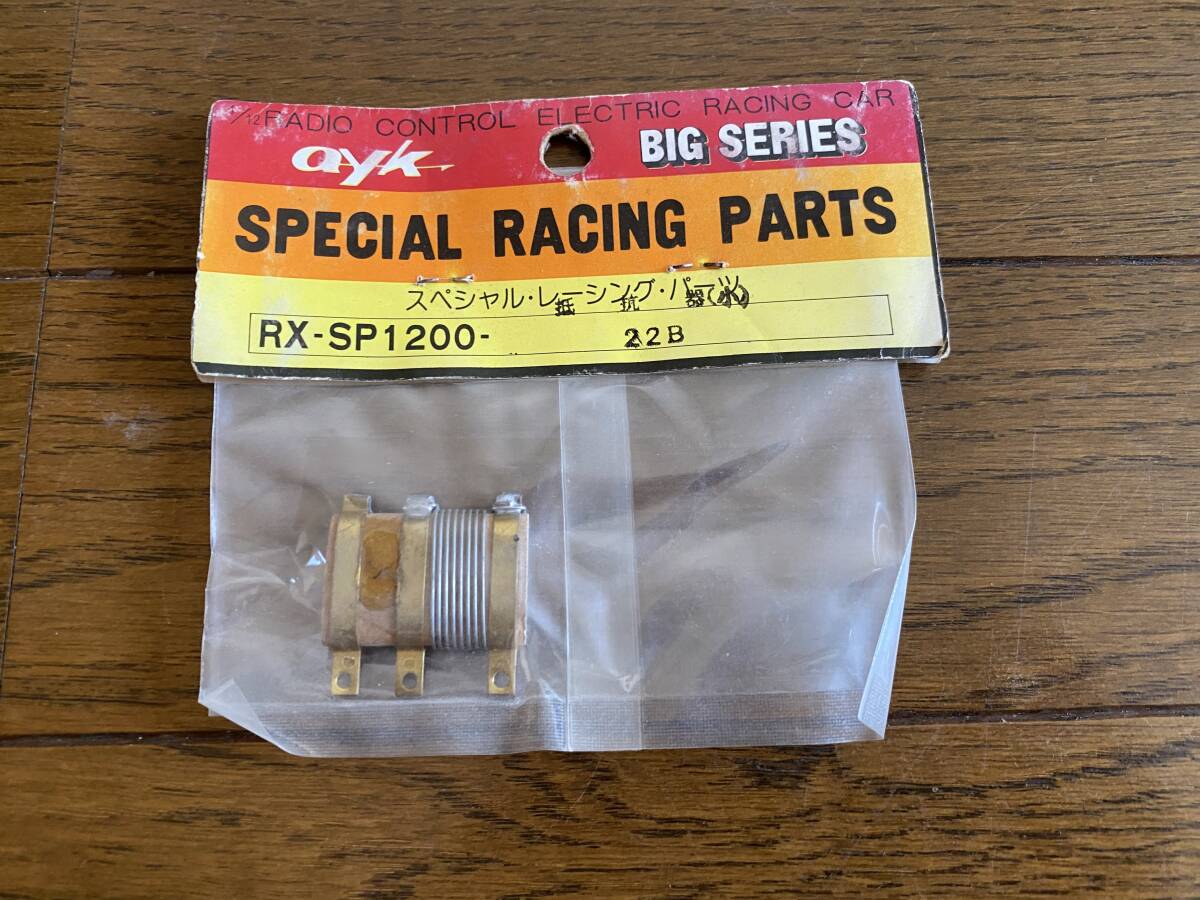 1/12 RADIO CONTROL ELECTRIC RACING CAR
ayk BIG SERIES
SPECIAL RACING PARTS
スペシャル・レーシング・パーツ
抵 抗 器(小)
RX-SP1200- 22B